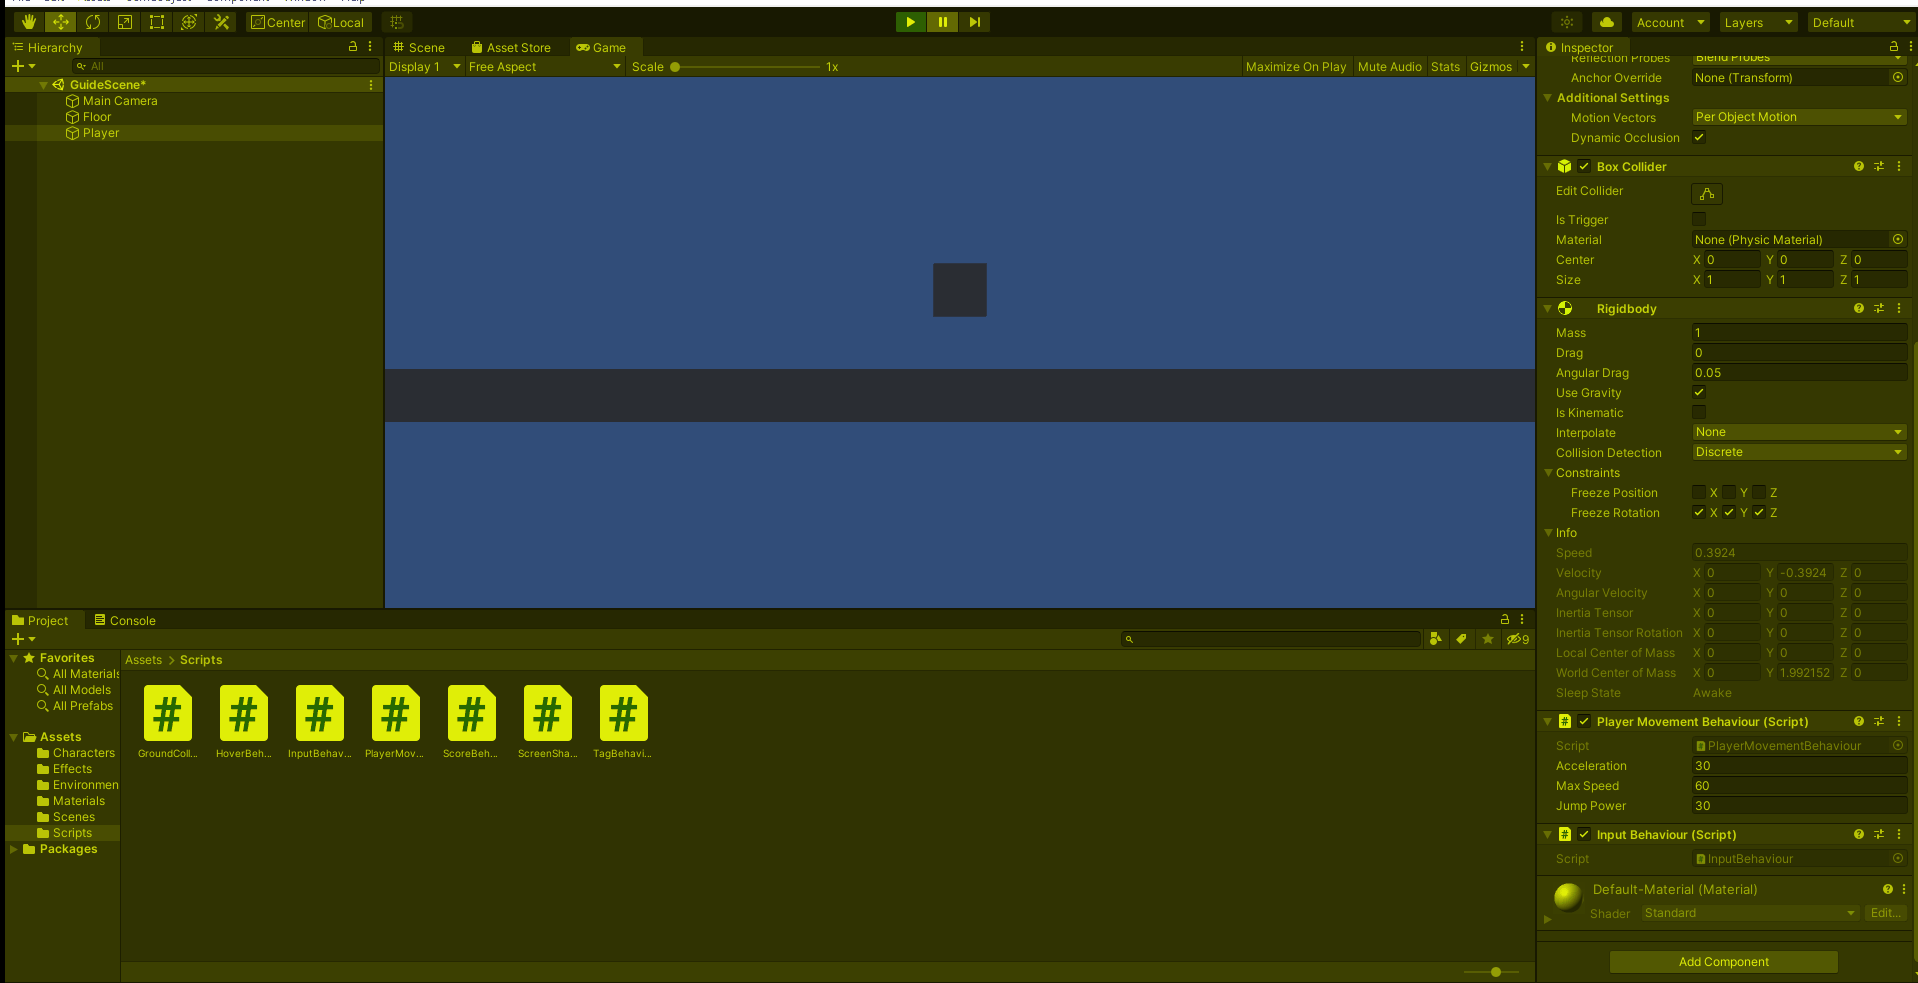 Center Local Account Layers Default
Hierarchy
All
GuideScene*
Main Camera
Floor
Player
Scene Asset Store Game
Display 1 Free Aspect Scale 1x Maximize On Play Mute Audio Stats Gizmos
Inspector
Reflection Probes Blend Probes
Anchor Override None (Transform)
Additional Settings
Motion Vectors Per Object Motion
Dynamic Occlusion
Box Collider
Edit Collider
Is Trigger
Material None (Physic Material)
Center X 0 Y 0 Z 0
Size X 1 Y 1 Z 1
Rigidbody
Mass 1
Drag 0
Angular Drag 0.05
Use Gravity
Is Kinematic
Interpolate None
Collision Detection Discrete
Constraints
Freeze Position X Y Z
Freeze Rotation X Y Z
Info
Speed 0.3924
Velocity X 0 Y -0.3924 Z 0
Angular Velocity X 0 Y 0 Z 0
Inertia Tensor X 0 Y 0 Z 0
Inertia Tensor Rotation X 0 Y 0 Z 0
Local Center of Mass X 0 Y 0 Z 0
World Center of Mass X 0 Y 1.992152 Z 0
Sleep State Awake
# Player Movement Behaviour (Script)
Script PlayerMovementBehaviour
Acceleration 30
Max Speed 60
Jump Power 30
# Input Behaviour (Script)
Script InputBehaviour
Default-Material (Material)
Shader Standard Edit...
Add Component
Project Console
9
Favorites
All Materials
All Models
All Prefabs
Assets
Characters
Effects
Environmen
Materials
Scenes
Scripts
Packages
Assets > Scripts
# # # # # # #
GroundColl... HoverBeh... InputBehav... PlayerMov... ScoreBeh... ScreenSha... TagBehavi...